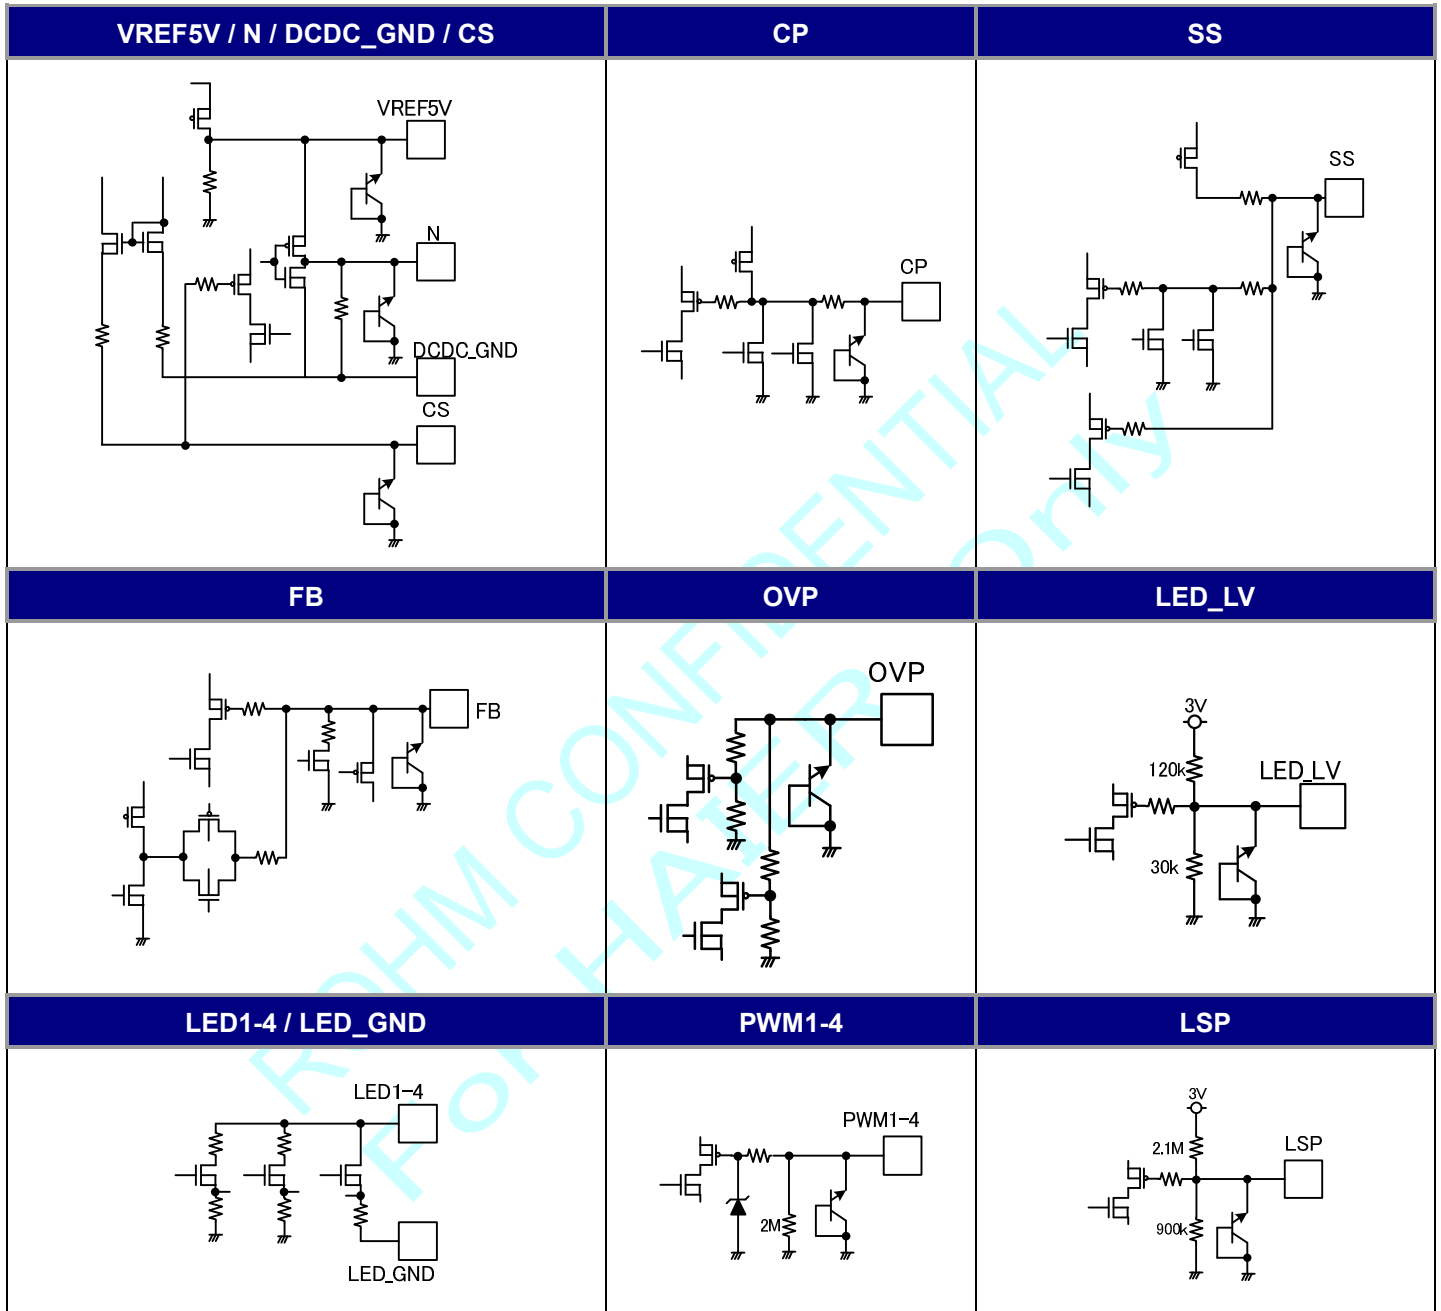 VREF5V / N / DCDC_GND / CS
CP
SS
VREF5V
N
DCDC_GND
CS
CP
SS
FB
OVP
LED_LV
FB
OVP
3V
120k
LED_LV
30k
LED1-4 / LED_GND
PWM1-4
LSP
LED1-4
LED_GND
PWM1-4
2M
3V
2.1M
LSP
900k
ROHM CONFIDENTIAL
For HAIER Only